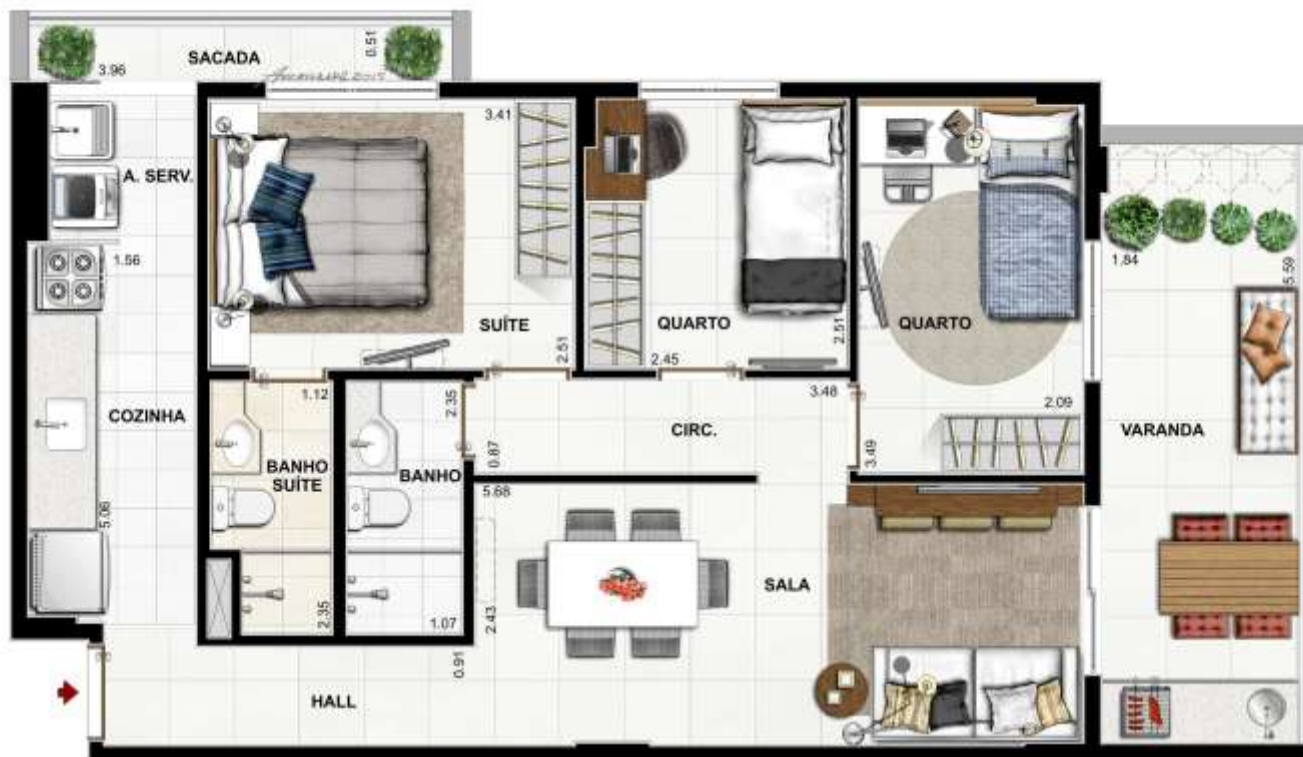 SACADA
0.51
3.96
3.41
A. SERV.
1.56
1.84
5.59
SUÍTE
QUARTO
QUARTO
2.51
2.45
2.51
COZINHA
1.12
2.35
3.48
2.09
VARANDA
CIRC.
0.87
3.49
BANHO
SUÍTE
BANHO
5.06
5.68
SALA
2.35
1.07
2.43
0.91
HALL